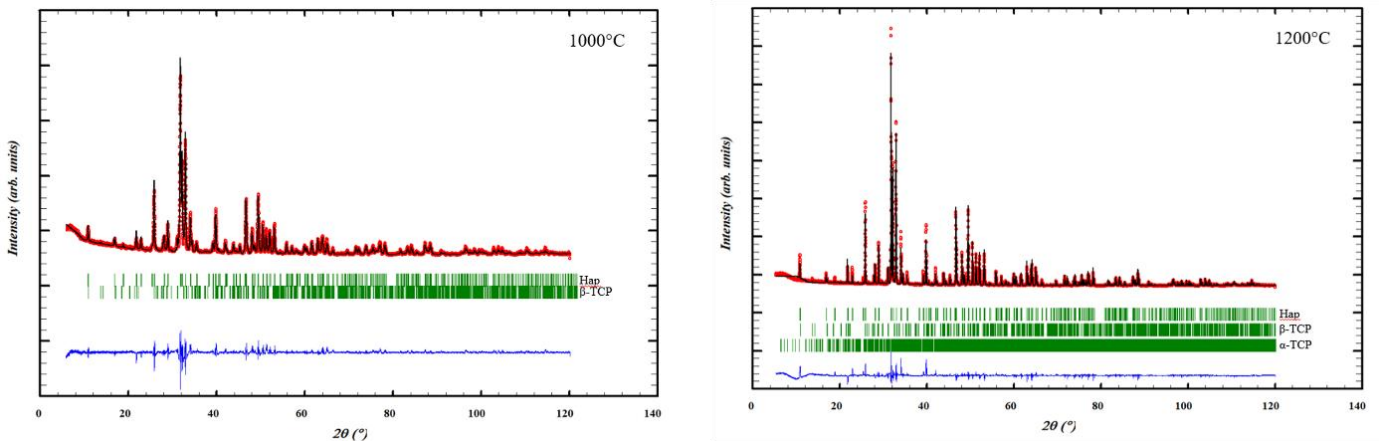 1000°C
Intensity (arb. units)
Hap
β-TCP
0 20 40 60 80 100 120 140
2θ (°)
1200°C
Intensity (arb. units)
Hap
β-TCP
α-TCP
0 20 40 60 80 100 120 140
2θ (°)